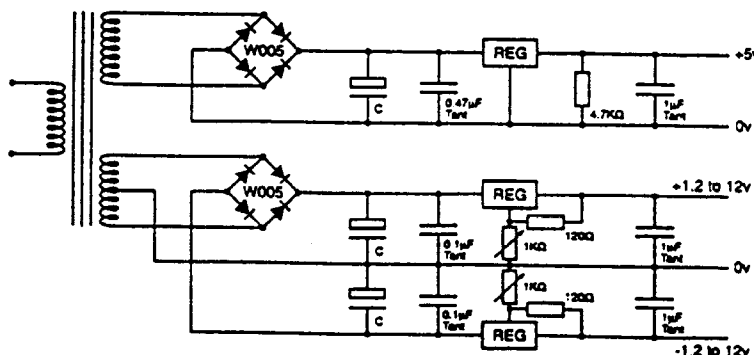 W005
REG
+5v
C
0.47µF
Tant
4.7KΩ
1µF
Tant
0v
W005
REG
+1.2 to 12v
C
0.1µF
Tant
1KΩ
120Ω
1µF
Tant
0v
C
0.1µF
Tant
1KΩ
120Ω
1µF
Tant
REG
-1.2 to 12v